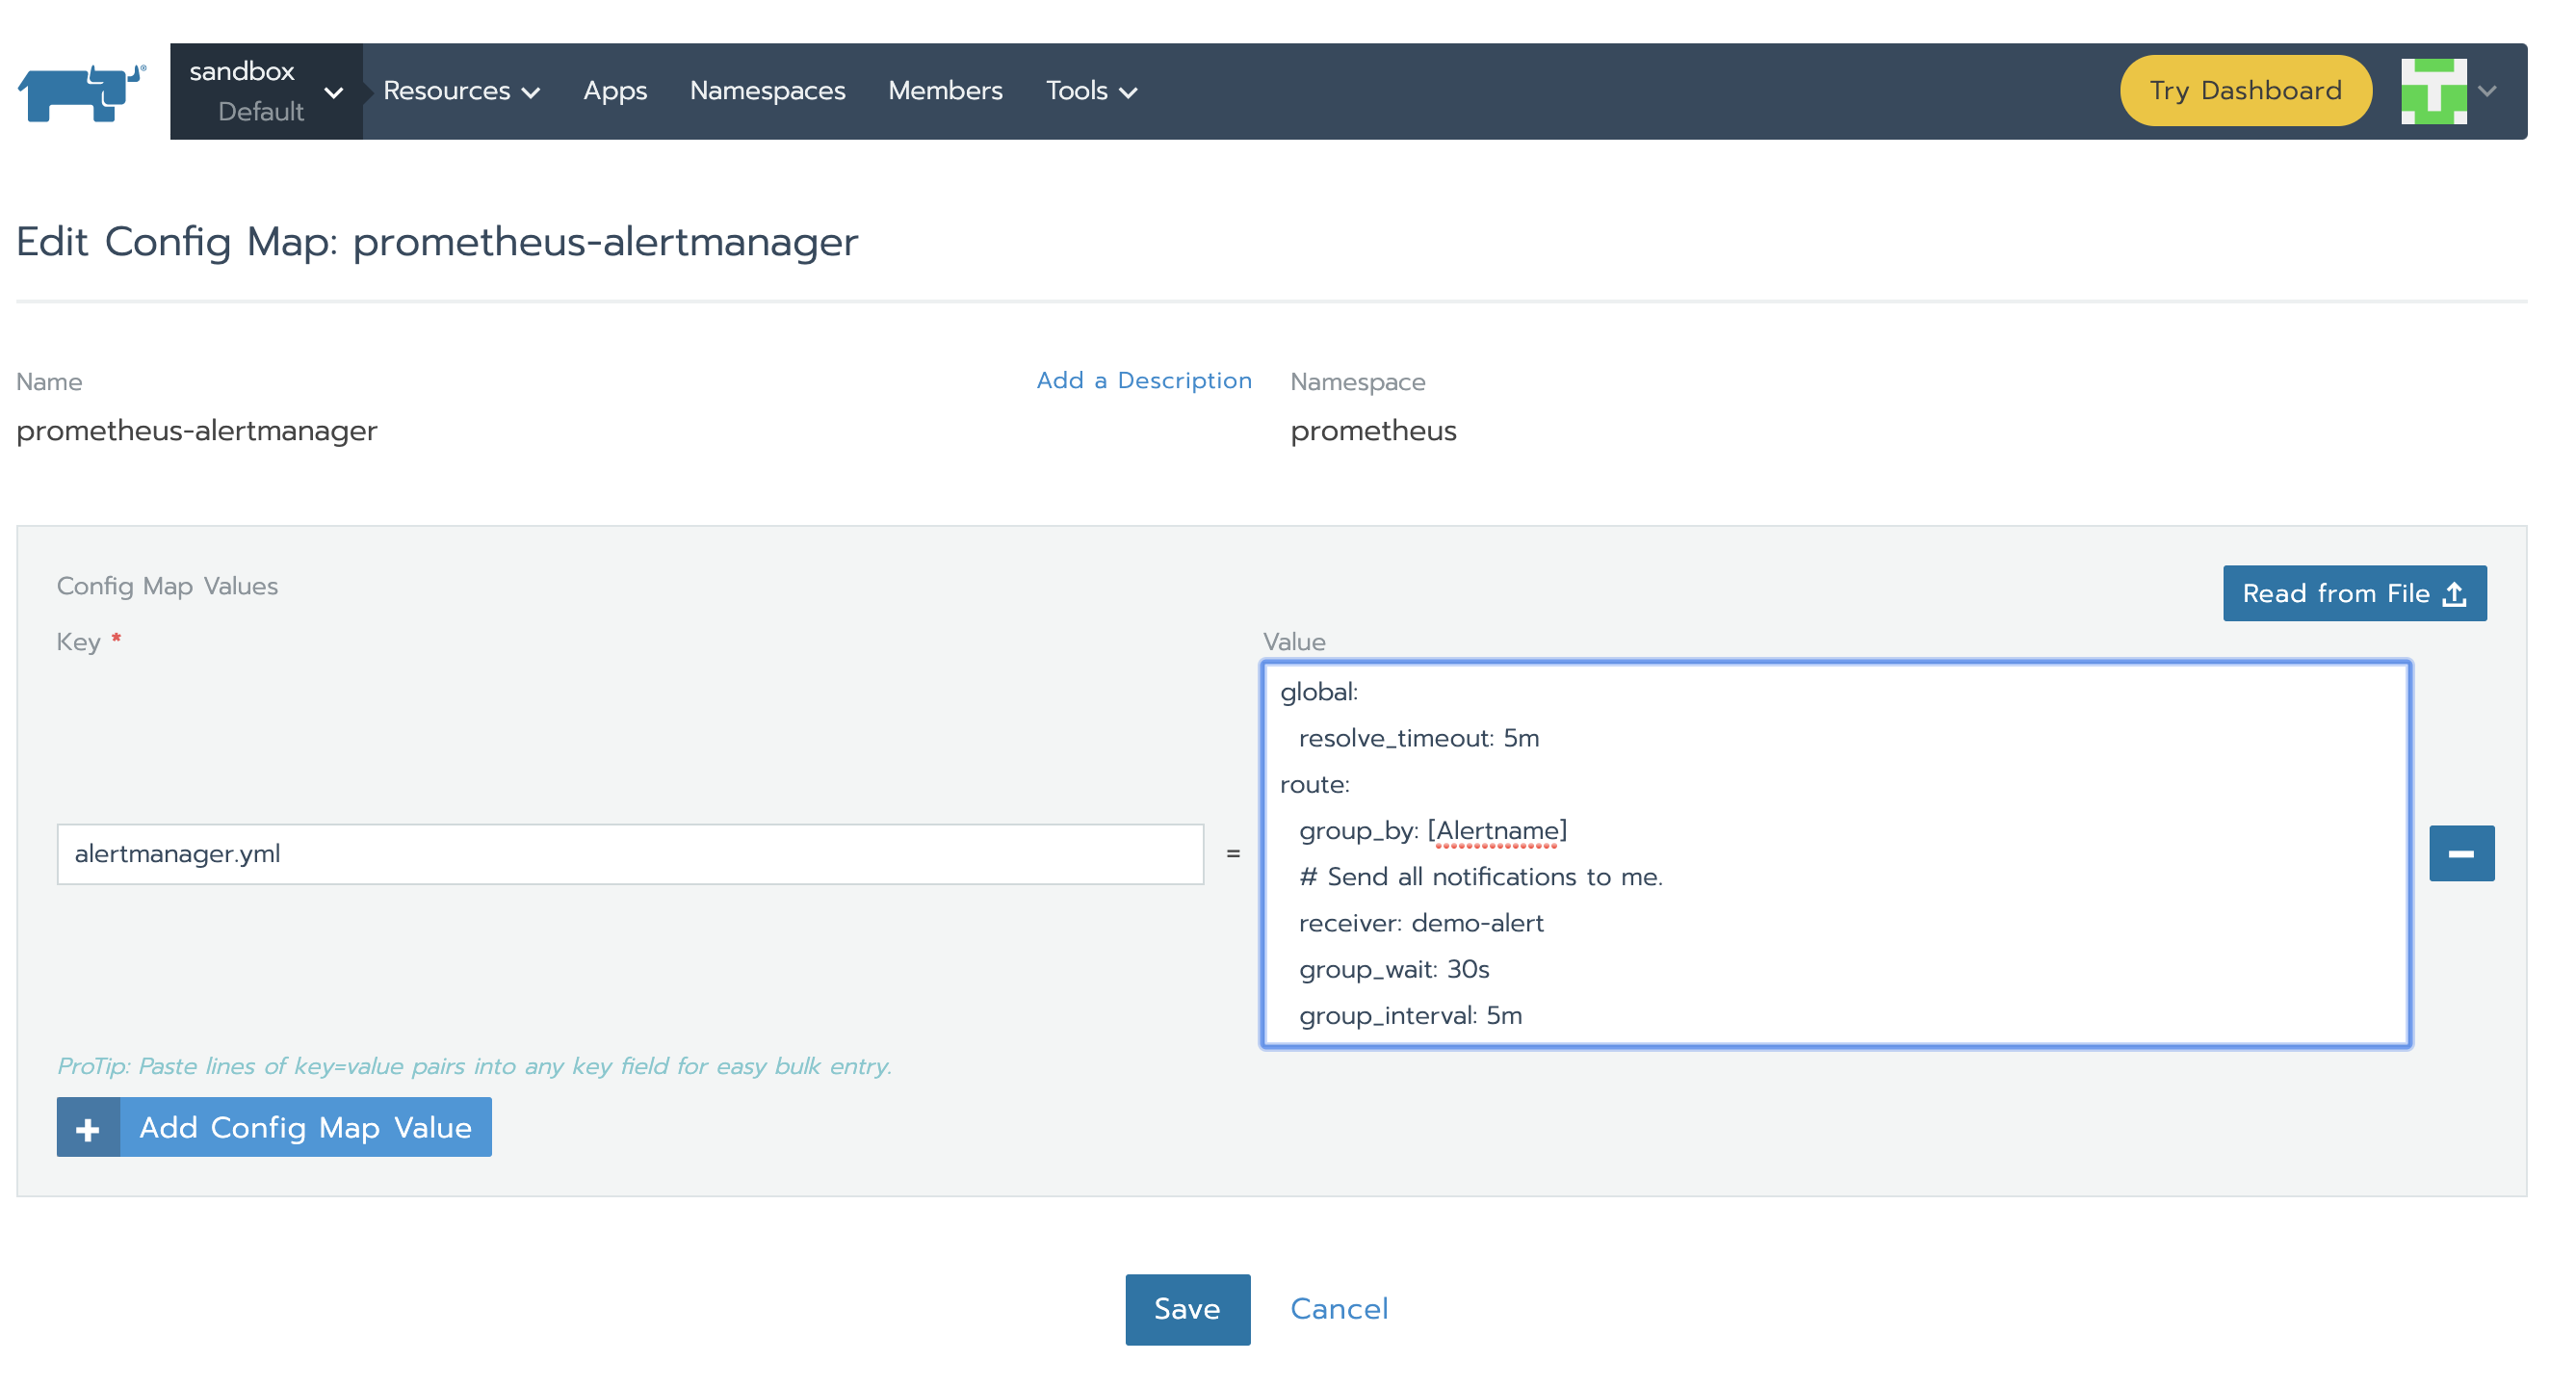 sandbox
Default
Resources
Apps
Namespaces
Members
Tools
Try Dashboard
Edit Config Map: prometheus-alertmanager
Name
Add a Description
Namespace
prometheus-alertmanager
prometheus
Config Map Values
Read from File
Key *
Value
alertmanager.yml
=
global:
resolve_timeout: 5m
route:
group_by: [Alertname]
# Send all notifications to me.
receiver: demo-alert
group_wait: 30s
group_interval: 5m
ProTip: Paste lines of key=value pairs into any key field for easy bulk entry.
+ Add Config Map Value
Save
Cancel